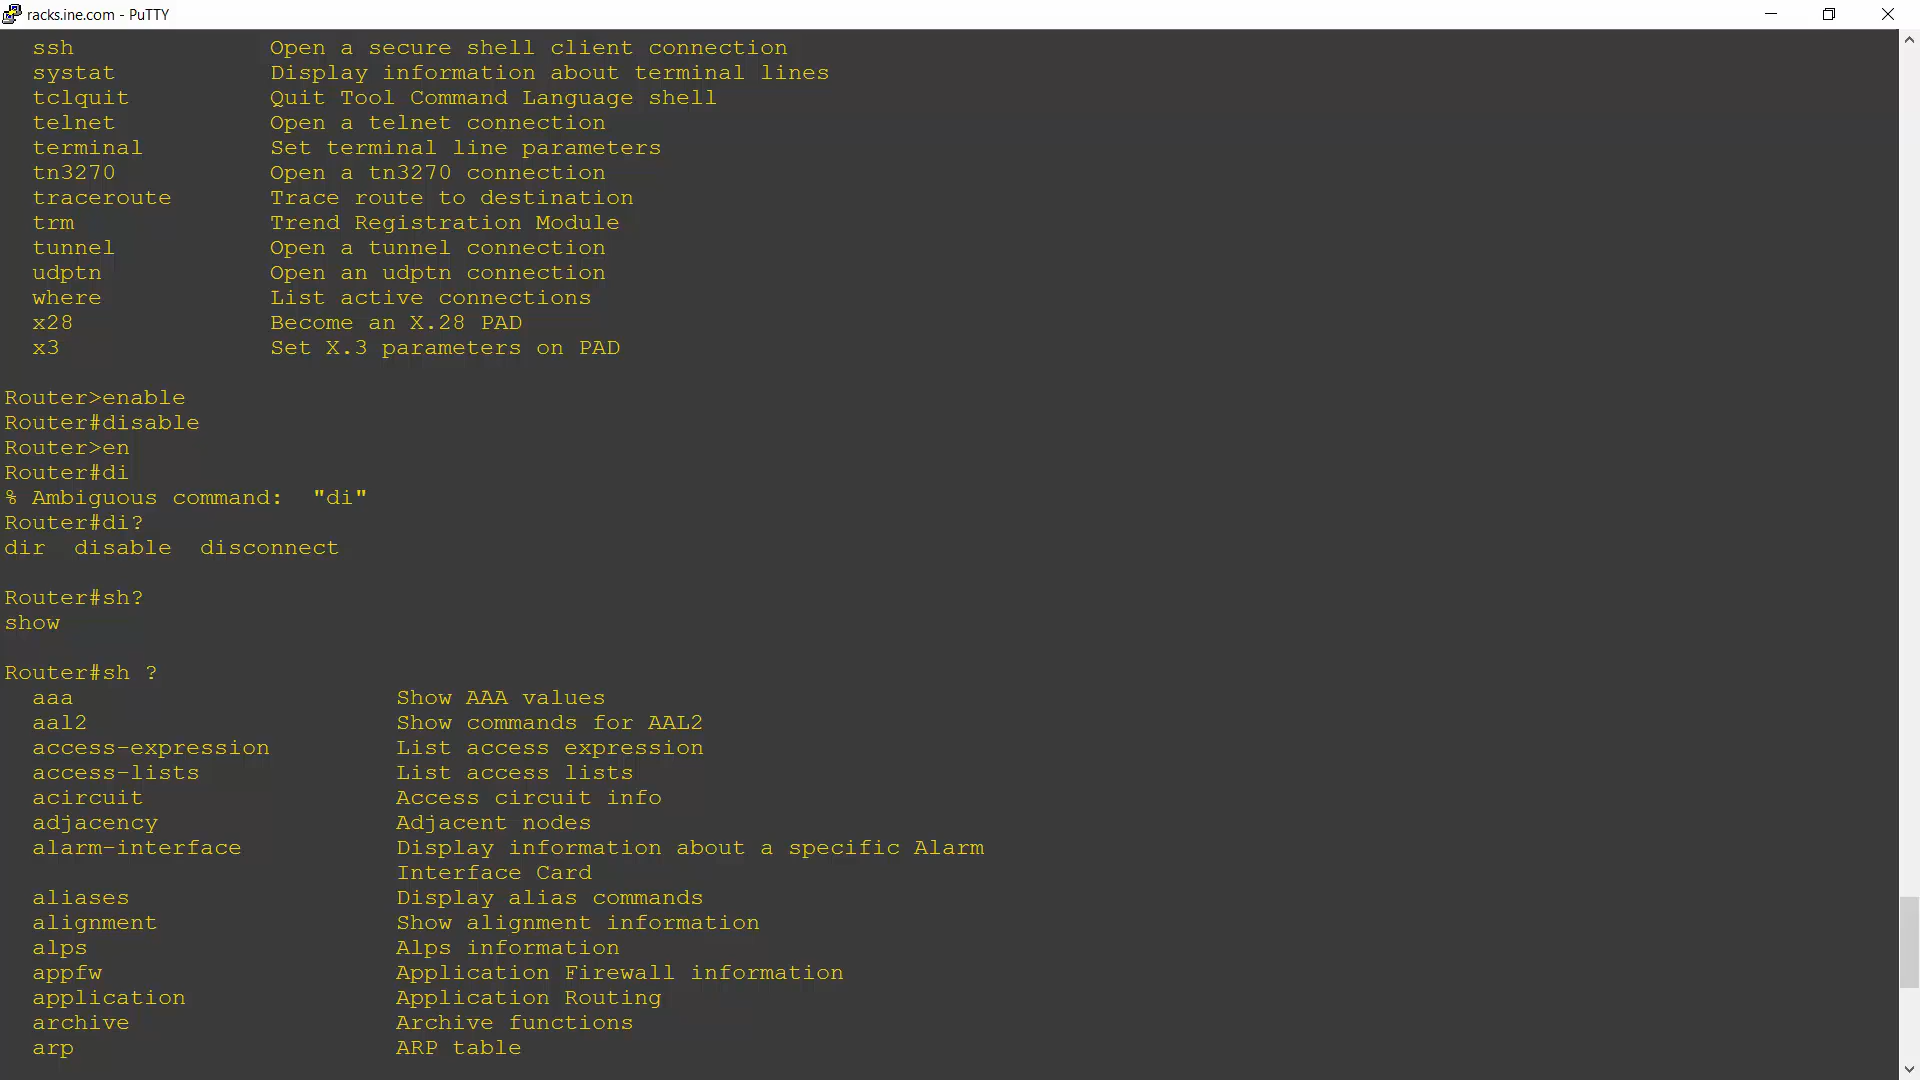 racks.ine.com - PuTTY
ssh Open a secure shell client connection
systat Display information about terminal lines
tclquit Quit Tool Command Language shell
telnet Open a telnet connection
terminal Set terminal line parameters
tn3270 Open a tn3270 connection
traceroute Trace route to destination
trm Trend Registration Module
tunnel Open a tunnel connection
udptn Open an udptn connection
where List active connections
x28 Become an X.28 PAD
x3 Set X.3 parameters on PAD
Router>enable
Router#disable
Router>en
Router#di
% Ambiguous command:  "di"
Router#di?
dir  disable  disconnect
Router#sh?
show
Router#sh ?
aaa Show AAA values
aal2 Show commands for AAL2
access-expression List access expression
access-lists List access lists
acircuit Access circuit info
adjacency Adjacent nodes
alarm-interface Display information about a specific Alarm
Interface Card
aliases Display alias commands
alignment Show alignment information
alps Alps information
appfw Application Firewall information
application Application Routing
archive Archive functions
arp ARP table